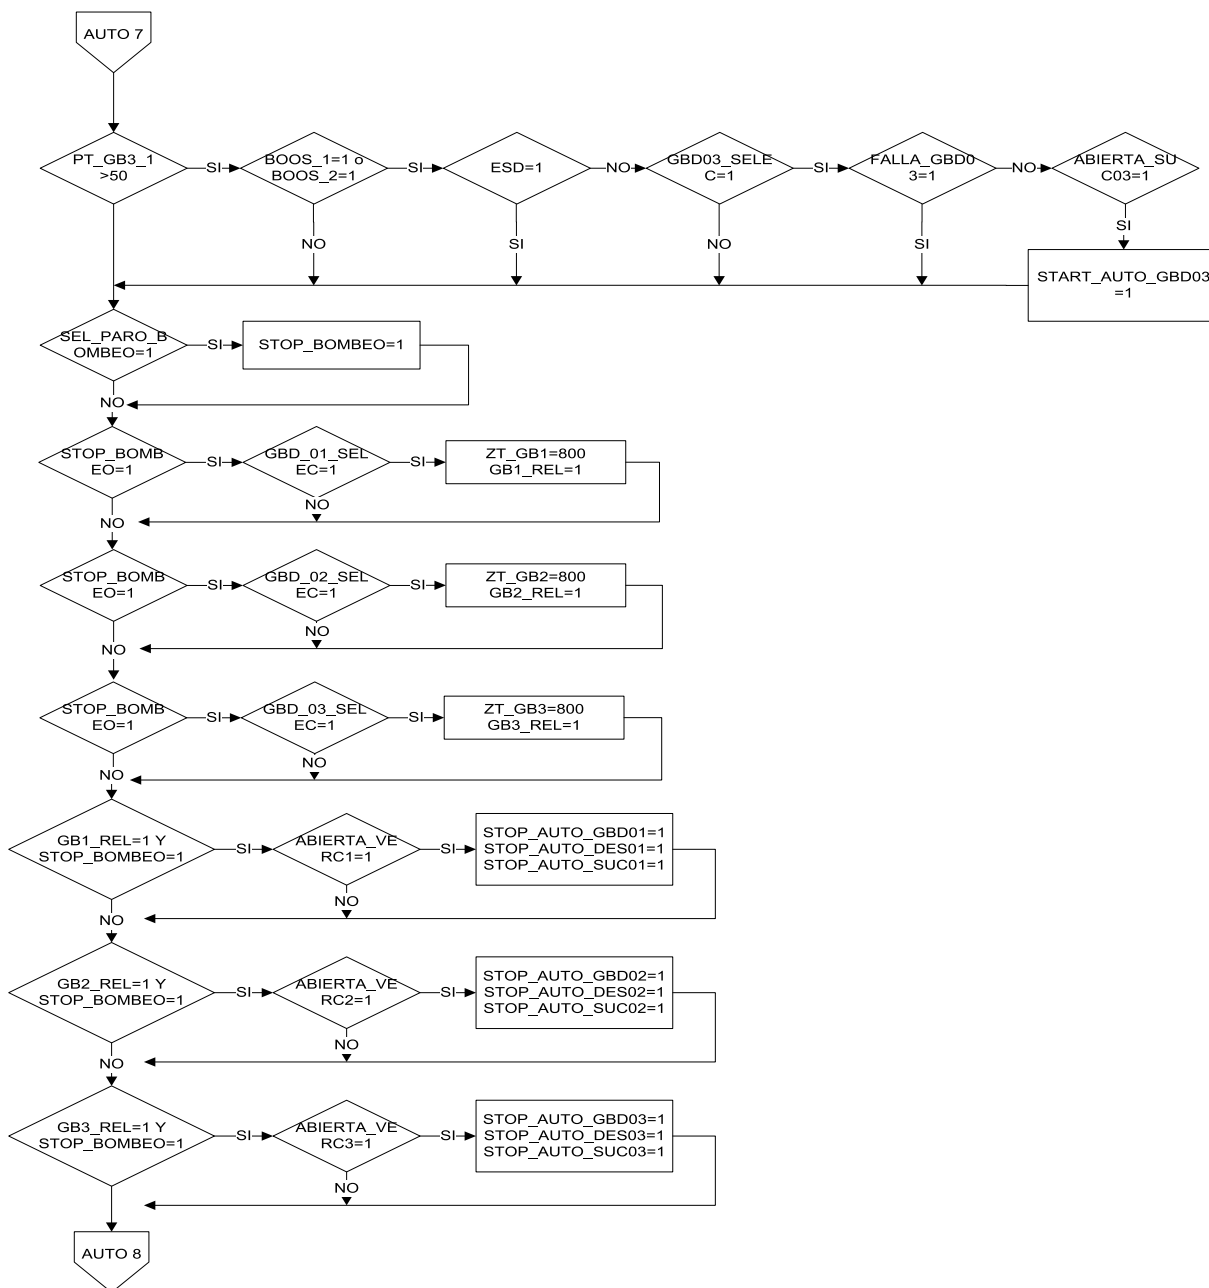 AUTO 7
PT_GB3_1
>50
SI
BOOS_1=1 o
BOOS_2=1
SI
ESD=1
NO
GBD03_SELE
C=1
SI
FALLA_GBD0
3=1
NO
ABIERTA_SU
C03=1
NO
SI
NO
SI
SI
START_AUTO_GBD03
=1
SEL_PARO_B
OMBEO=1
SI
STOP_BOMBEO=1
NO
STOP_BOMB
EO=1
SI
GBD_01_SEL
EC=1
SI
ZT_GB1=800
GB1_REL=1
NO
NO
STOP_BOMB
EO=1
SI
GBD_02_SEL
EC=1
SI
ZT_GB2=800
GB2_REL=1
NO
NO
STOP_BOMB
EO=1
SI
GBD_03_SEL
EC=1
SI
ZT_GB3=800
GB3_REL=1
NO
NO
GB1_REL=1 Y
STOP_BOMBEO=1
SI
ABIERTA_VE
RC1=1
SI
STOP_AUTO_GBD01=1
STOP_AUTO_DES01=1
STOP_AUTO_SUC01=1
NO
NO
GB2_REL=1 Y
STOP_BOMBEO=1
SI
ABIERTA_VE
RC2=1
SI
STOP_AUTO_GBD02=1
STOP_AUTO_DES02=1
STOP_AUTO_SUC02=1
NO
NO
GB3_REL=1 Y
STOP_BOMBEO=1
SI
ABIERTA_VE
RC3=1
SI
STOP_AUTO_GBD03=1
STOP_AUTO_DES03=1
STOP_AUTO_SUC03=1
NO
AUTO 8